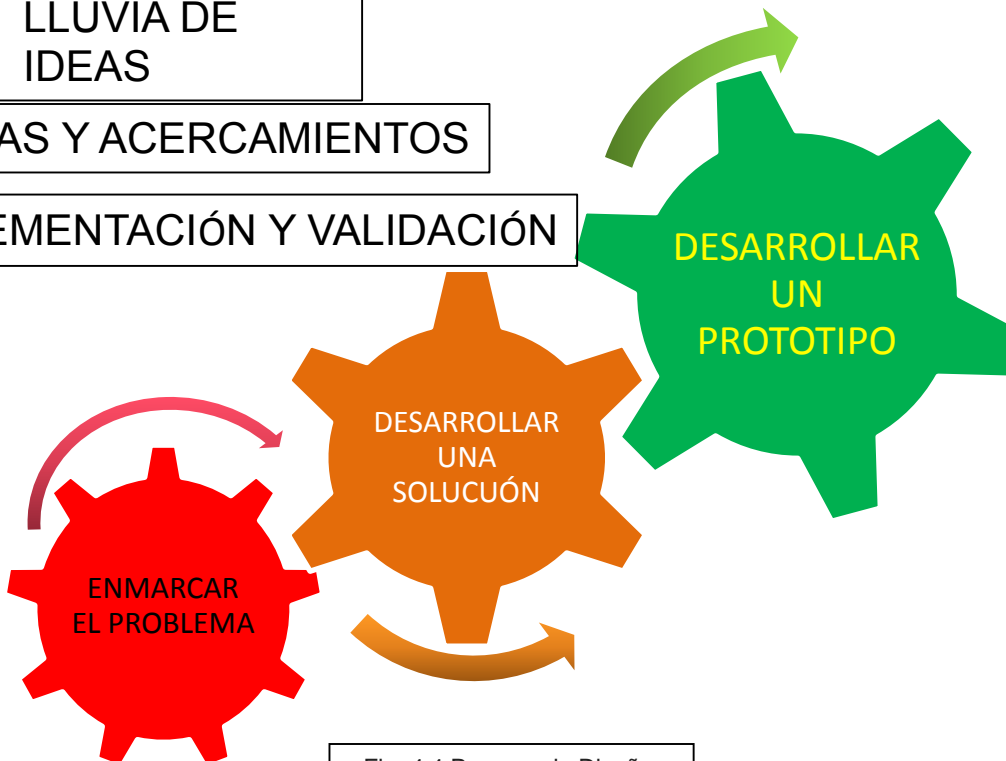 LLUVIA DE
IDEAS
AS Y ACERCAMIENTOS
EMENTACIÓN Y VALIDACIÓN
DESARROLLAR
UN
PROTOTIPO
DESARROLLAR
UNA
SOLUCUÓN
ENMARCAR
EL PROBLEMA